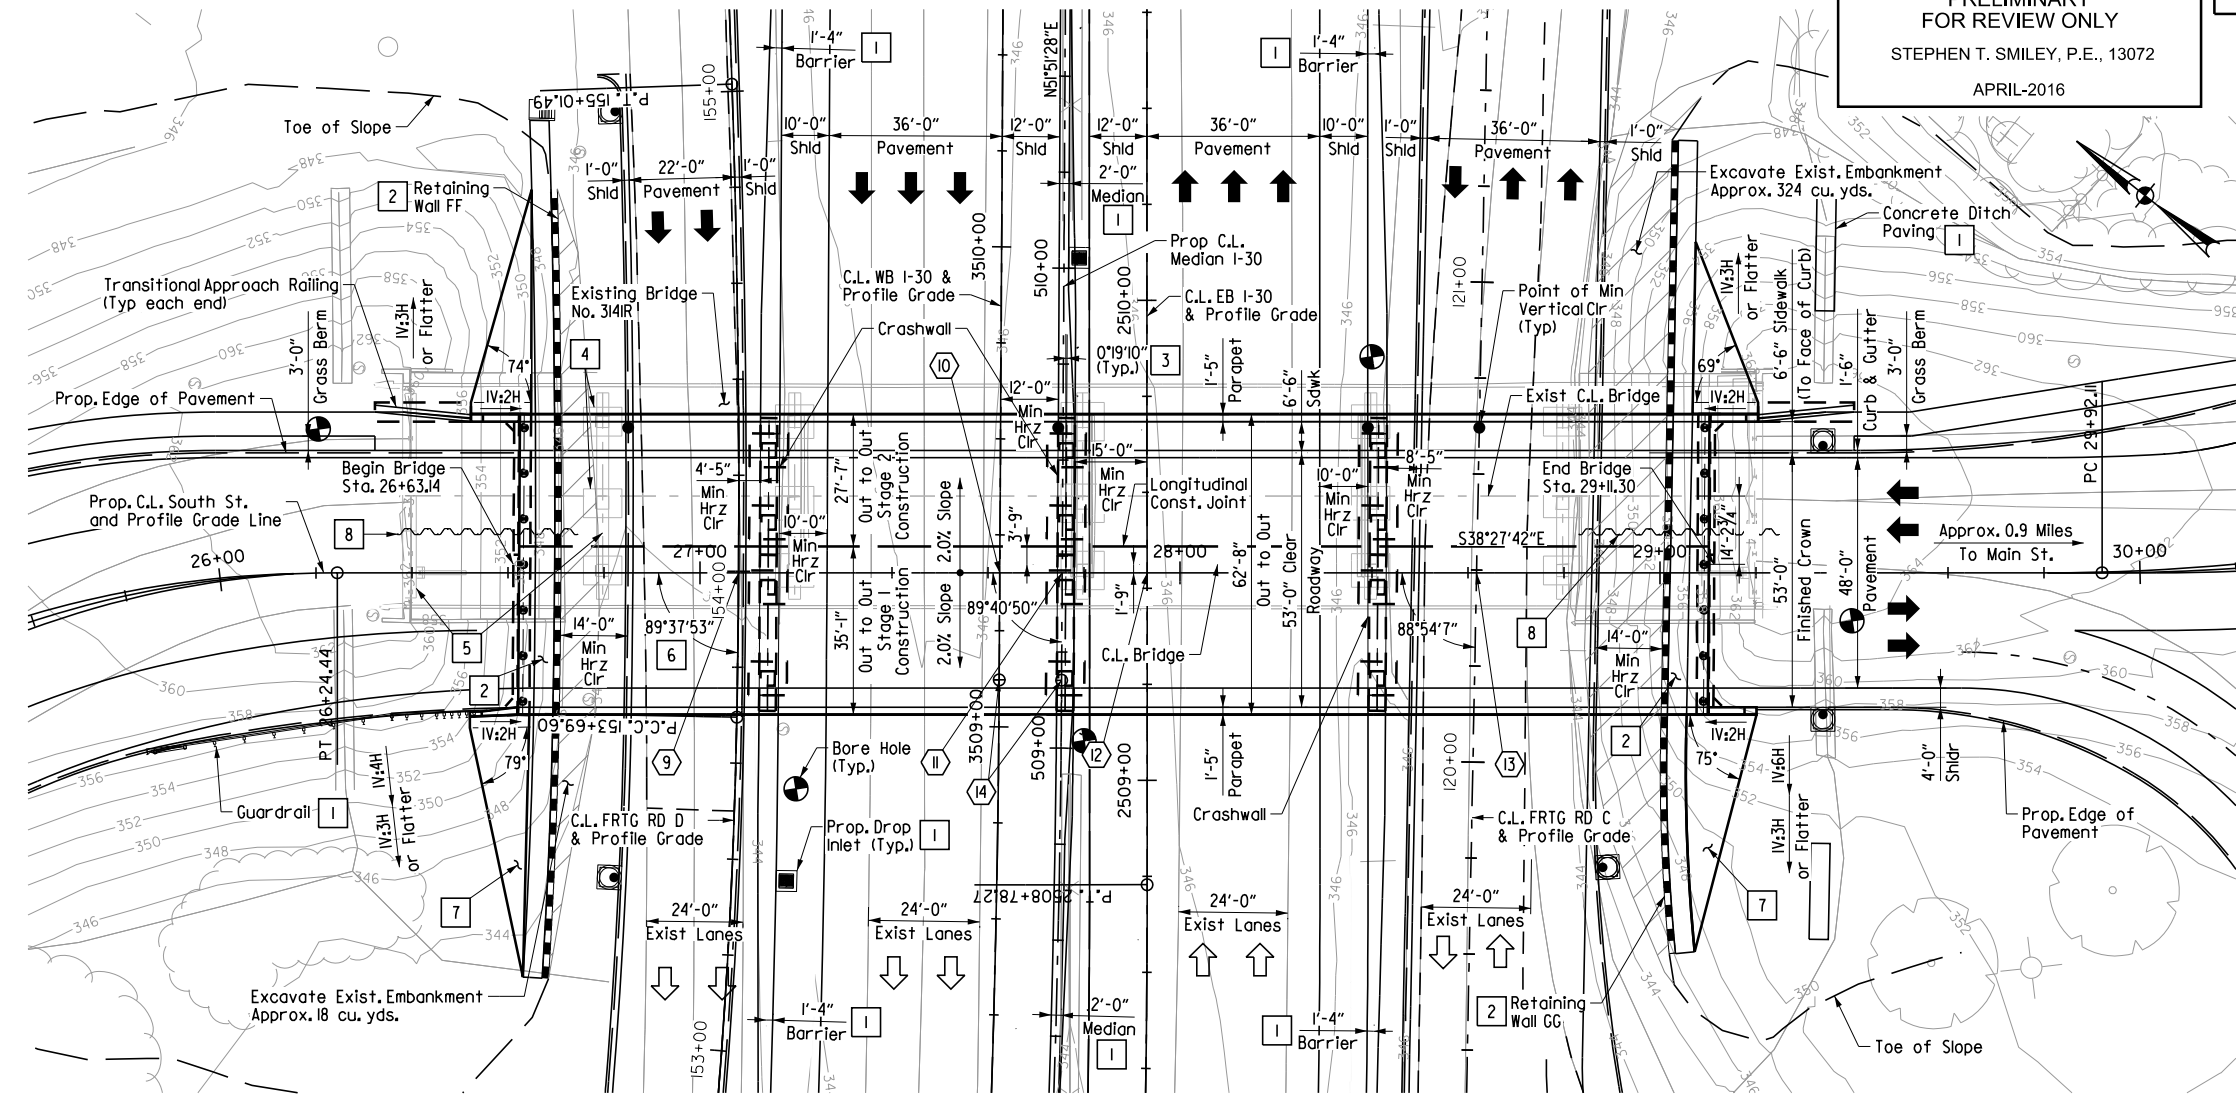 PRELIMINARY
FOR REVIEW ONLY
STEPHEN T. SMILEY, P.E., 13072
APRIL-2016
1'-4"
Barrier
1
1
1'-4"
Barrier
346
346
346
N51°51'28"E
155+00
P.T. 155+01.49
Toe of Slope
10'-0"
Shld
36'-0"
Pavement
12'-0"
Shld
12'-0"
Shld
36'-0"
Pavement
10'-0"
Shld
1'-0"
Shld
36'-0"
Pavement
1'-0"
Shld
1'-0"
Shld
22'-0"
Pavement
1'-0"
Shld
2'-0"
Median
1
2
Retaining
Wall FF
Excavate Exist. Embankment
Approx. 324 cu. yds.
Concrete Ditch
Paving
1
Transitional Approach Railing
(Typ each end)
3'-0"
Grass Berm
1V:3H
or Flatter
Existing Bridge
No. 3141R
C.L. WB I-30 &
Profile Grade
3510+00
510+00
Prop C.L.
Median I-30
2510+00
C.L. EB I-30
& Profile Grade
121+00
Point of Min
Vertical Clr
(Typ)
1V:3H
or Flatter
6'-6" Sidewalk
(To Face of Curb)
1'-6"
Curb & Gutter
3'-0"
Grass Berm
Crashwall
4
10
0°19'10"
(Typ.)
3
74°
69°
1V:2H
1V:2H
Prop. Edge of Pavement
12'-0"
Min
Hrz
Clr
1'-5"
Parapet
6'-6"
Sdwk
Exist C.L. Bridge
PC 29+92.11
Begin Bridge
Sta. 26+63.14
4'-5"
Min
Hrz
Clr
27'-7"
Out to Out
Stage 2
Construction
2.0% Slope
15'-0"
Min
Hrz
Clr
Longitudinal
Const. Joint
10'-0"
Min
Hrz
Clr
8'-5"
Min
Hrz
Clr
End Bridge
Sta. 29+11.30
Prop. C.L. South St.
and Profile Grade Line
8
10'-0"
Min
Hrz
Clr
3'-9"
S38°27'42"E
14'-2¾"
Approx. 0.9 Miles
To Main St.
26+00
27+00
28+00
29+00
30+00
154+00
62'-8"
Out to Out
53'-0" Clear
Roadway
53'-0"
Finished Crown
48'-0"
Pavement
35'-1"
Out to Out
Stage 1
Construction
2.0% Slope
89°40'50"
1'-9"
14'-0"
Min
Hrz
Clr
89°37'53"
6
88°54'7"
8
14'-0"
Min
Hrz
Clr
5
C.L. Bridge
2
PT 26+24.44
P.C.C. 153+69.60
3509+00
509+00
2509+00
120+00
1V:2H
79°
1V:2H
75°
2
9
Bore Hole
(Typ.)
11
14
12
13
1'-5"
Parapet
4'-0"
Shldr
1V:4H
1V:3H
or Flatter
1V:6H
1V:3H
or Flatter
Guardrail
1
C.L. FRTG RD D
& Profile Grade
Prop. Drop
Inlet (Typ.)
1
Crashwall
C.L. FRTG RD C
& Profile Grade
Prop. Edge of
Pavement
P.T. 2508+78.27
7
7
24'-0"
Exist Lanes
24'-0"
Exist Lanes
24'-0"
Exist Lanes
24'-0"
Exist Lanes
Excavate Exist. Embankment
Approx. 18 cu. yds.
1'-4"
Barrier
1
2'-0"
Median
1
1
1'-4"
Barrier
2
Retaining
Wall GG
Toe of Slope
153+00